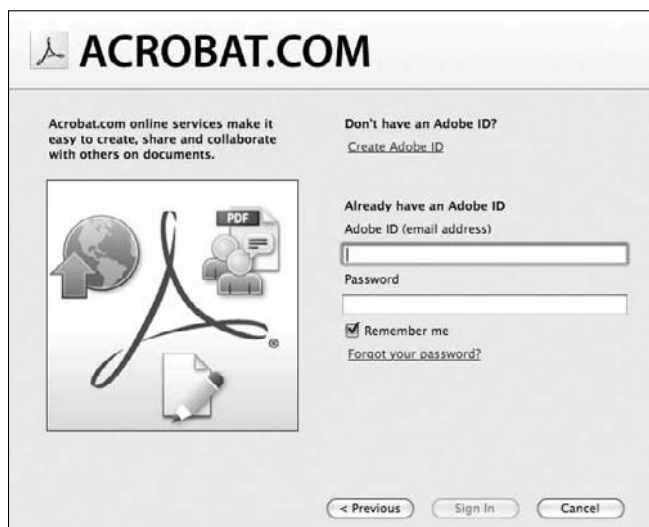 ACROBAT.COM
Acrobat.com online services make it
easy to create, share and collaborate
with others on documents.
PDF
®
Don't have an Adobe ID?
Create Adobe ID
Already have an Adobe ID
Adobe ID (email address)
Password
Remember me
Forgot your password?
< Previous
Sign In
Cancel